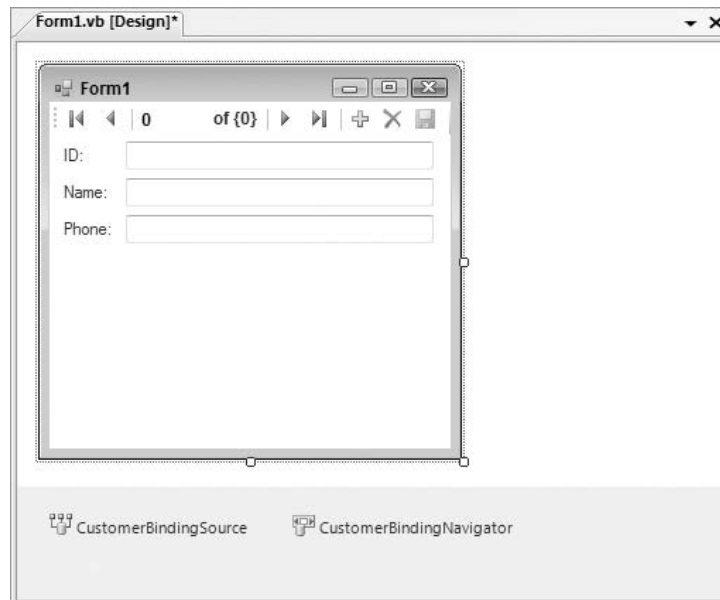 Form1.vb [Design]*
Form1
0 of {0}
ID:
Name:
Phone:
CustomerBindingSource CustomerBindingNavigator